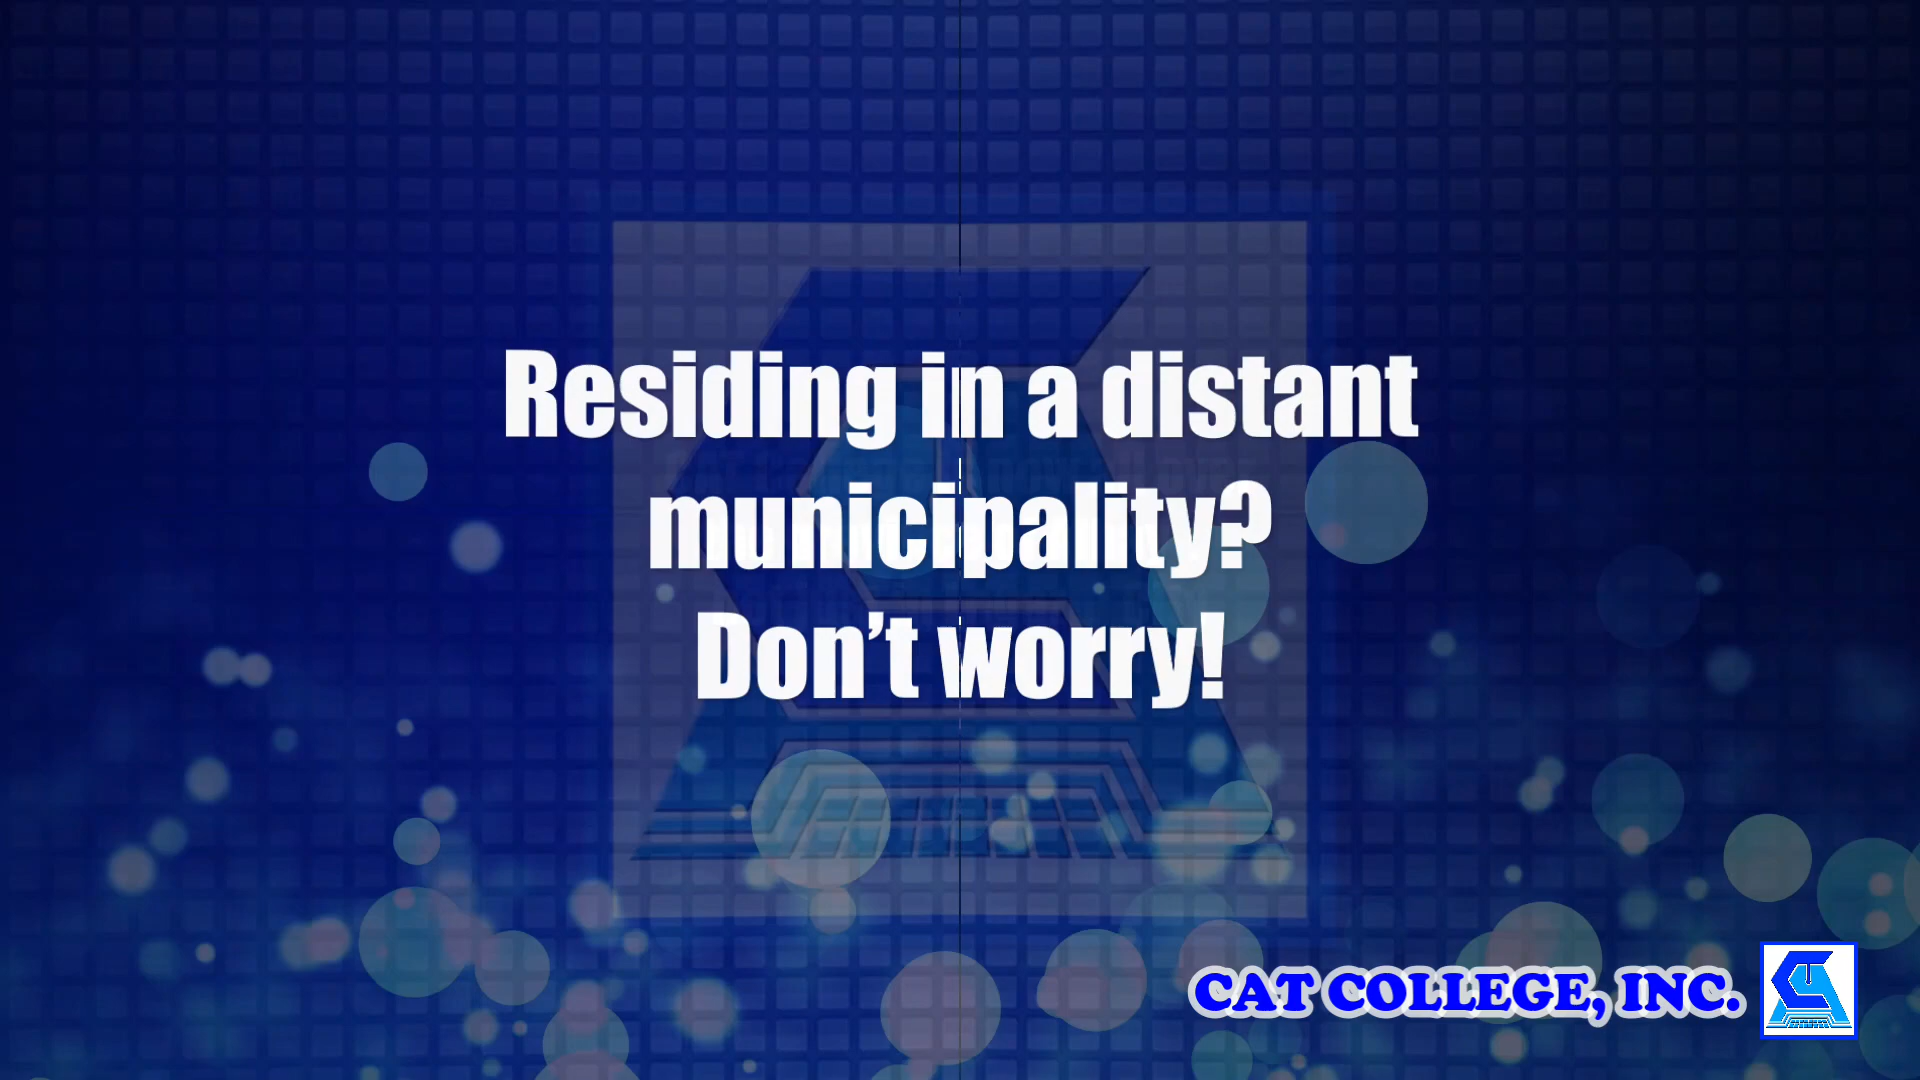 Residing in a distant
municipality?
Don’t worry!
CAT COLLEGE, INC.